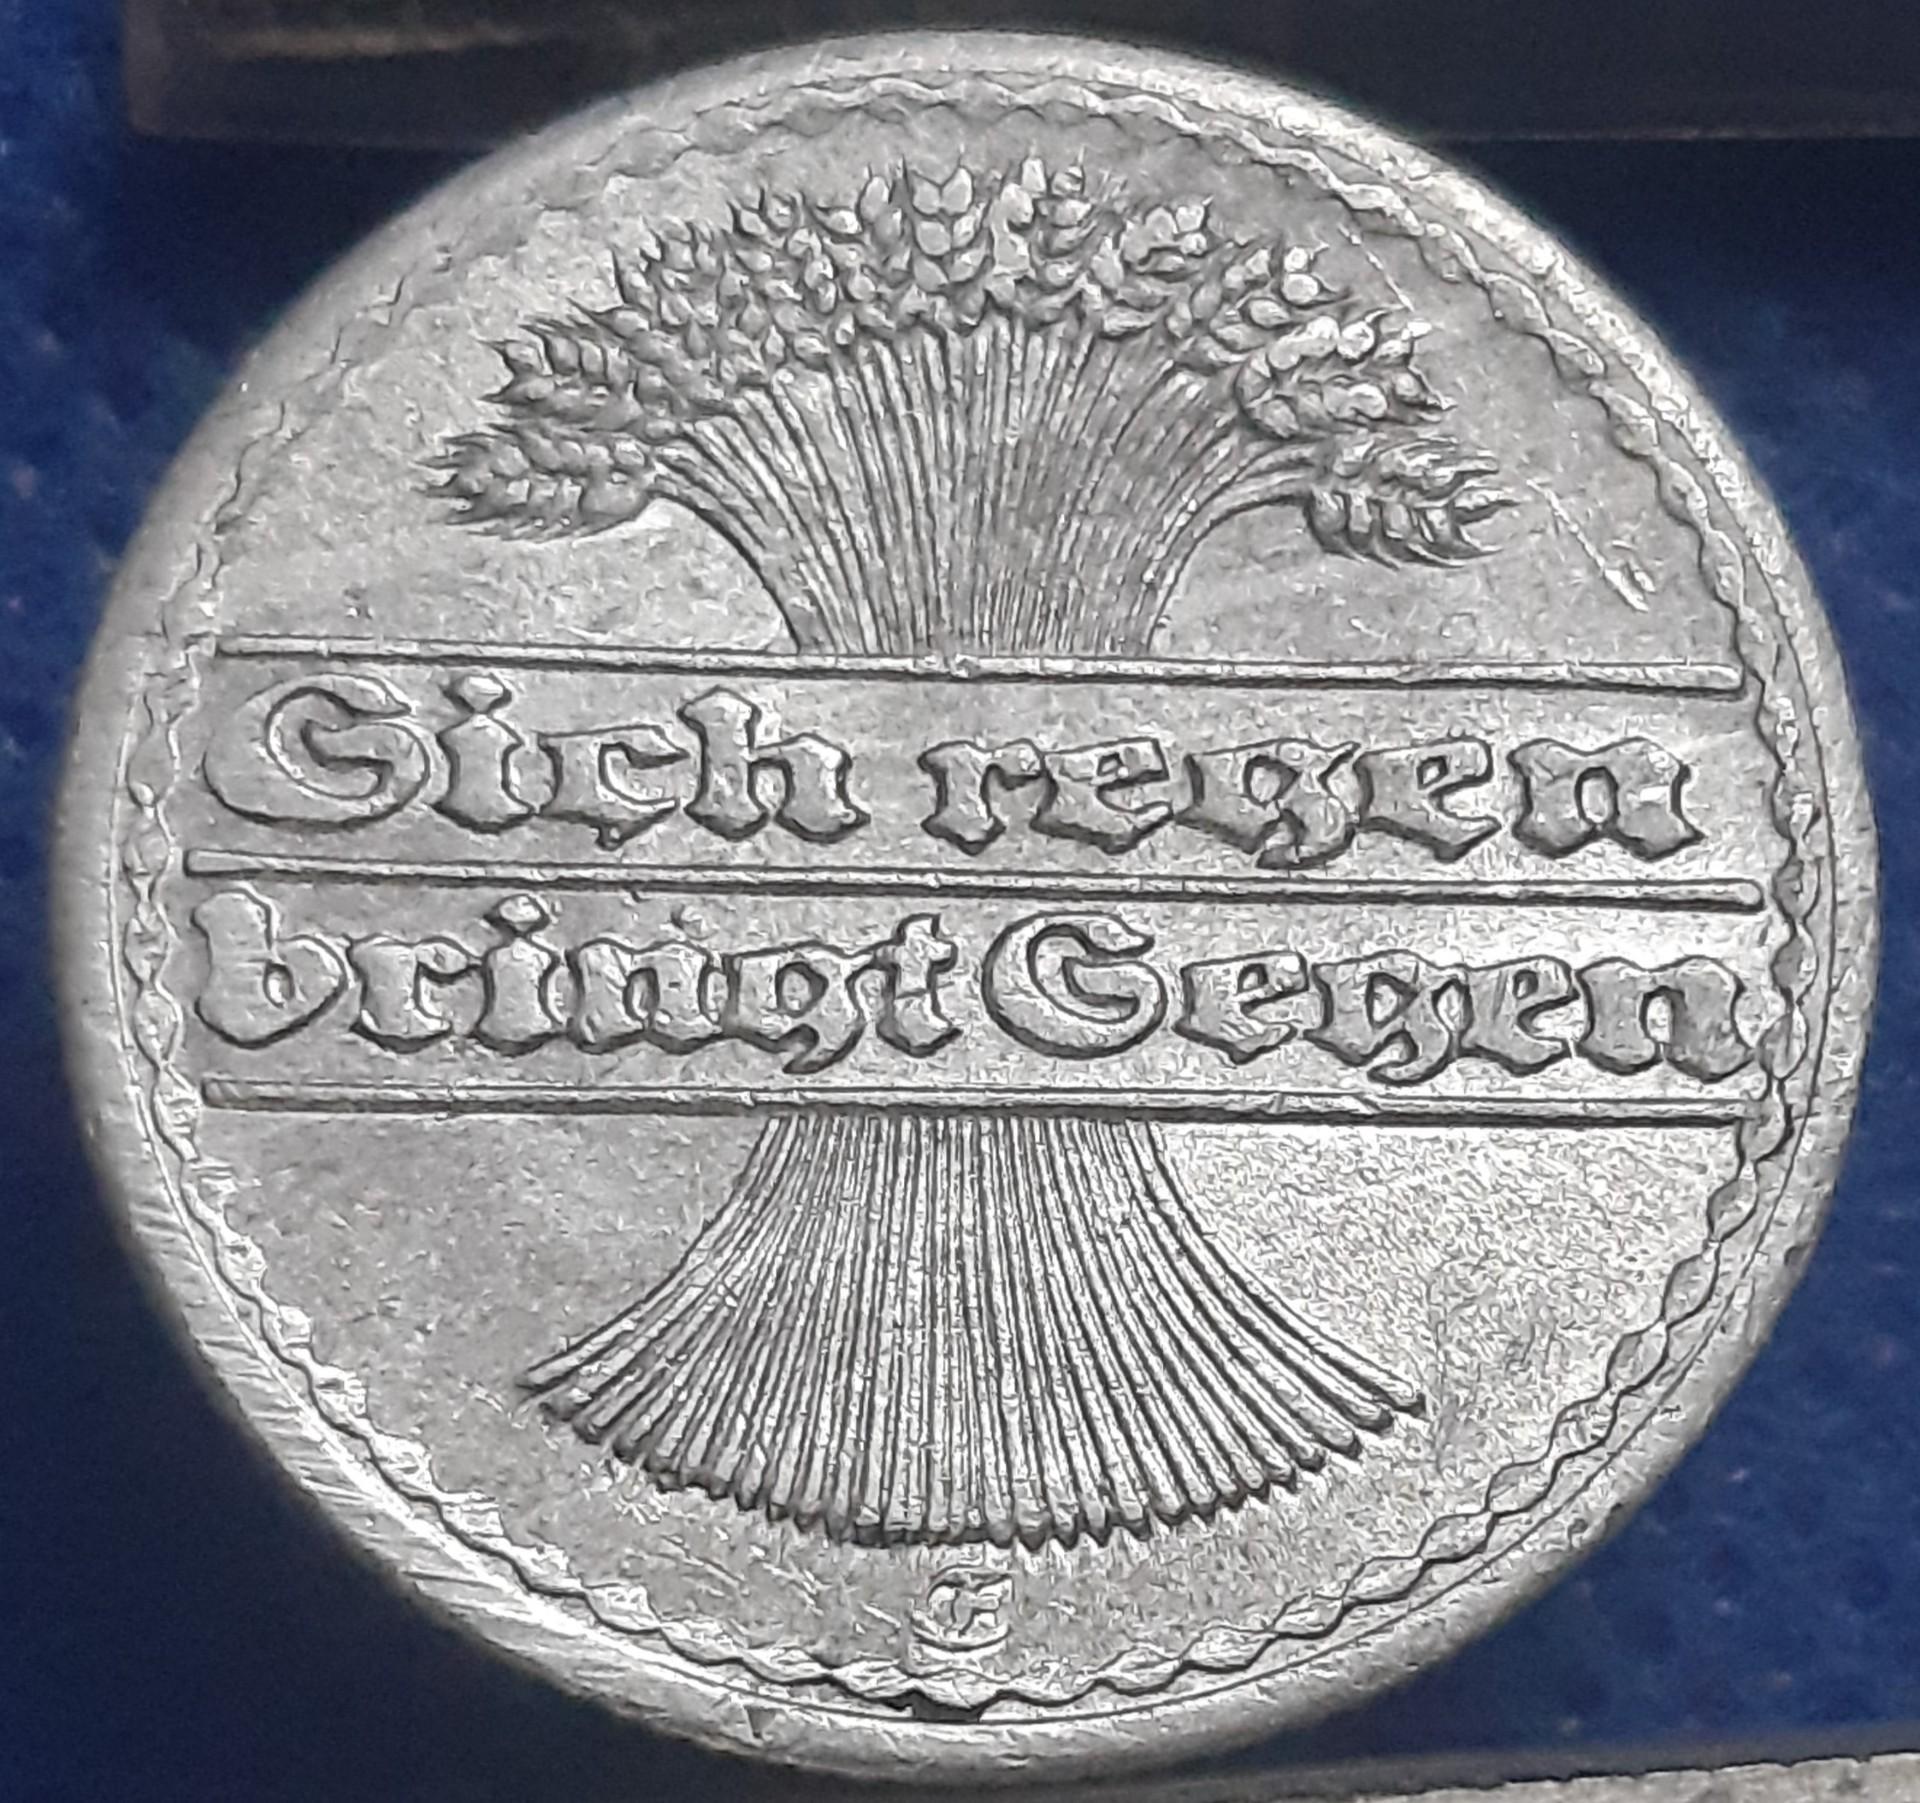 Sich regen
bringt Segen
E